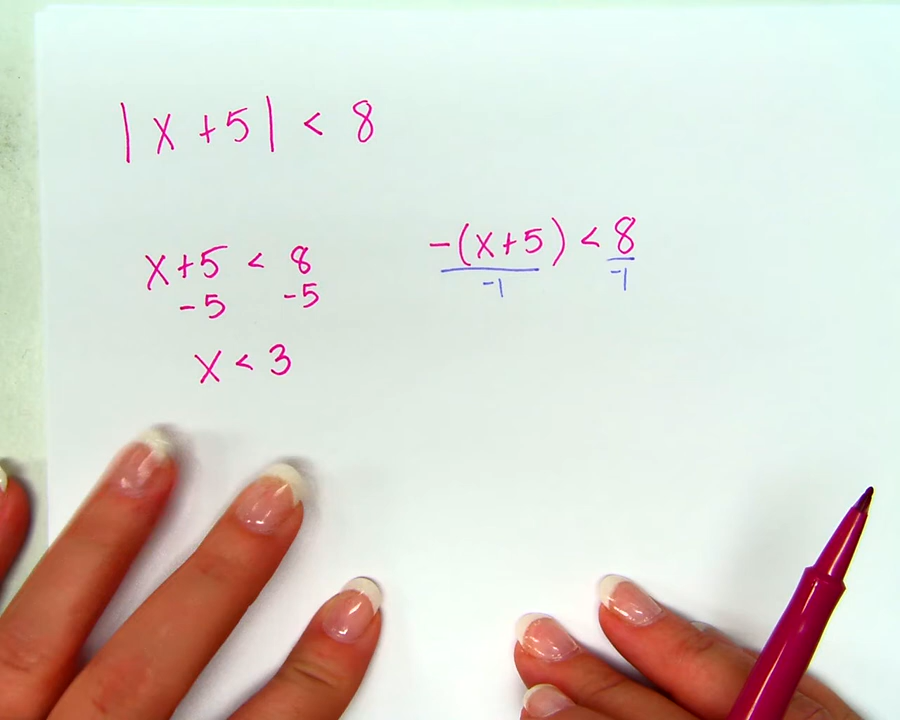 |x+5| < 8
x+5 < 8
-5 -5
x < 3
-(x+5) < 8
-1 -1